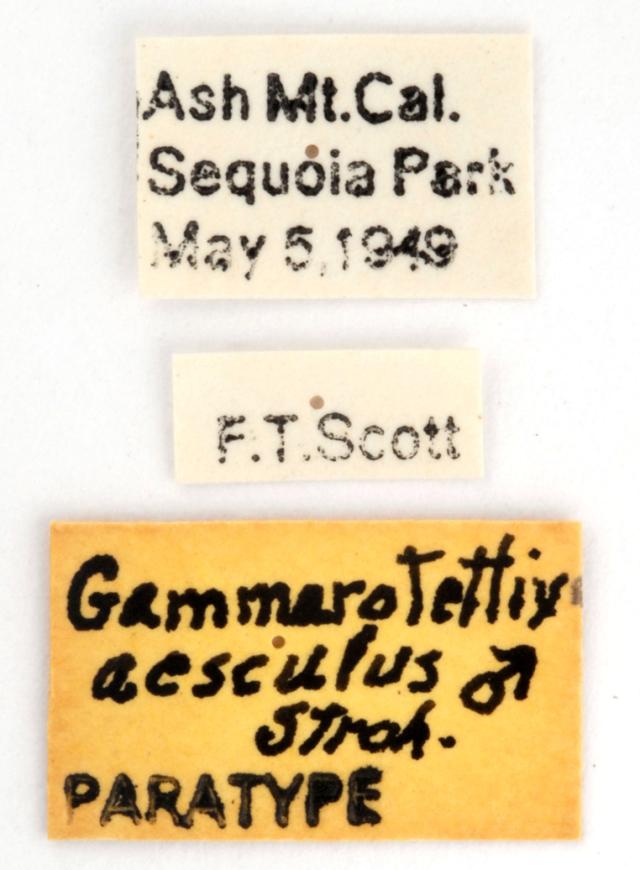 Ash Mt.Cal.
Sequoia Park
May 5,1949
F.T.Scott
Gammarotettix
aesculus ♂
Stroh.
PARATYPE